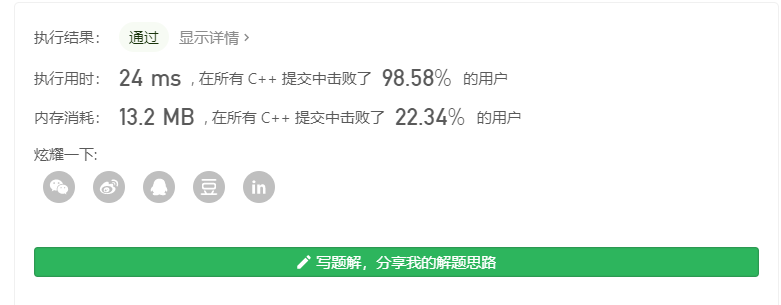 执行结果： 通过 显示详情 >
执行用时： 24 ms , 在所有 C++ 提交中击败了 98.58% 的用户
内存消耗： 13.2 MB , 在所有 C++ 提交中击败了 22.34% 的用户
炫耀一下:
豆 in
写题解，分享我的解题思路